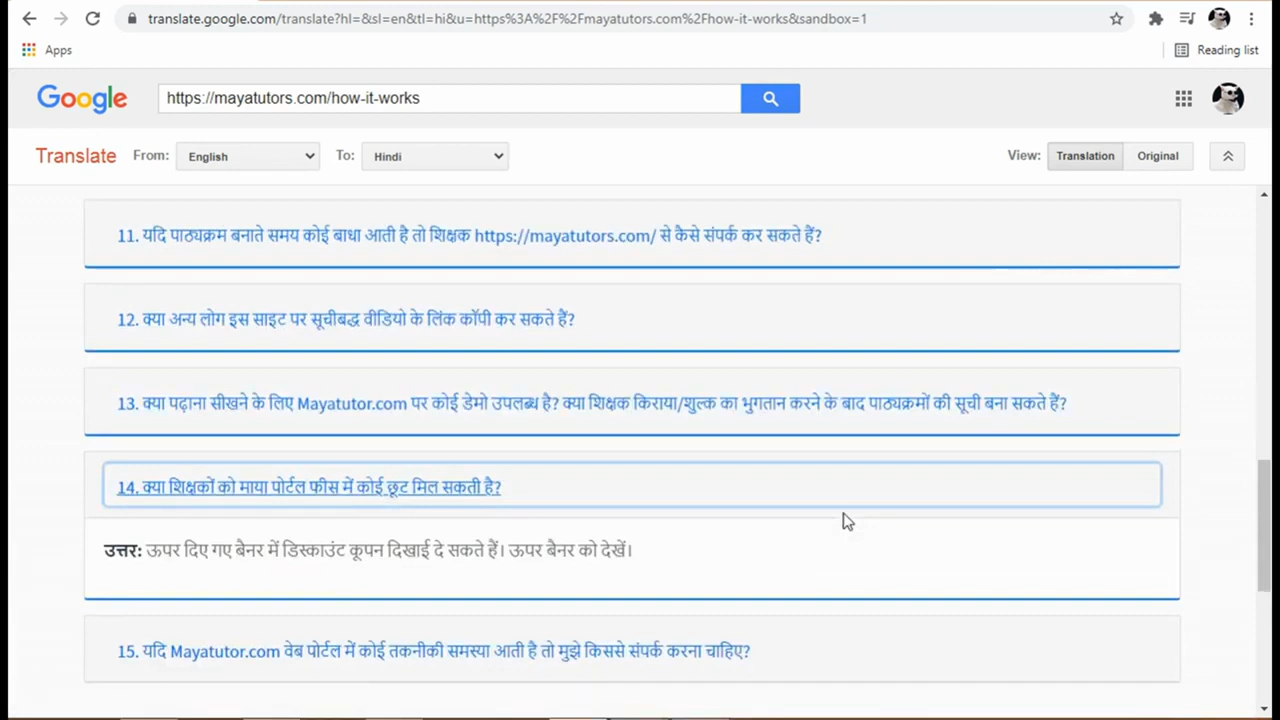 translate.google.com/translate?hl=&sl=en&tl=hi&u=https%3A%2F%2Fmayatutors.com%2Fhow-it-works&sandbox=1
Apps
Reading list
Google
https://mayatutors.com/how-it-works
Translate From: English To: Hindi View: Translation Original
11. यदि पाठ्यक्रम बनाते समय कोई बाधा आती है तो शिक्षक https://mayatutors.com/ से कैसे संपर्क कर सकते हैं?
12. क्या अन्य लोग इस साइट पर सूचीबद्ध वीडियो के लिंक कॉपी कर सकते हैं?
13. क्या पढ़ाना सीखने के लिए Mayatutor.com पर कोई डेमो उपलब्ध है? क्या शिक्षक किराया/शुल्क का भुगतान करने के बाद पाठ्यक्रमों की सूची बना सकते हैं?
14. क्या शिक्षकों को माया पोर्टल फीस में कोई छूट मिल सकती है?
उत्तर: ऊपर दिए गए बैनर में डिस्काउंट कूपन दिखाई दे सकते हैं। ऊपर बैनर को देखें।
15. यदि Mayatutor.com वेब पोर्टल में कोई तकनीकी समस्या आती है तो मुझे किससे संपर्क करना चाहिए?